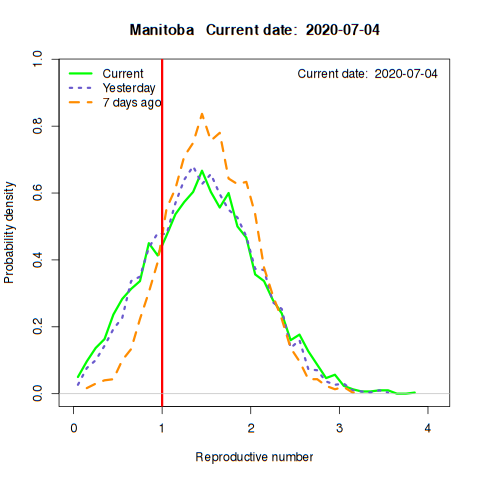 Manitoba Current date: 2020-07-04
Current date: 2020-07-04
Current
Yesterday
7 days ago
Probability density
1.0
0.8
0.6
0.4
0.2
0.0
0 1 2 3 4
Reproductive number